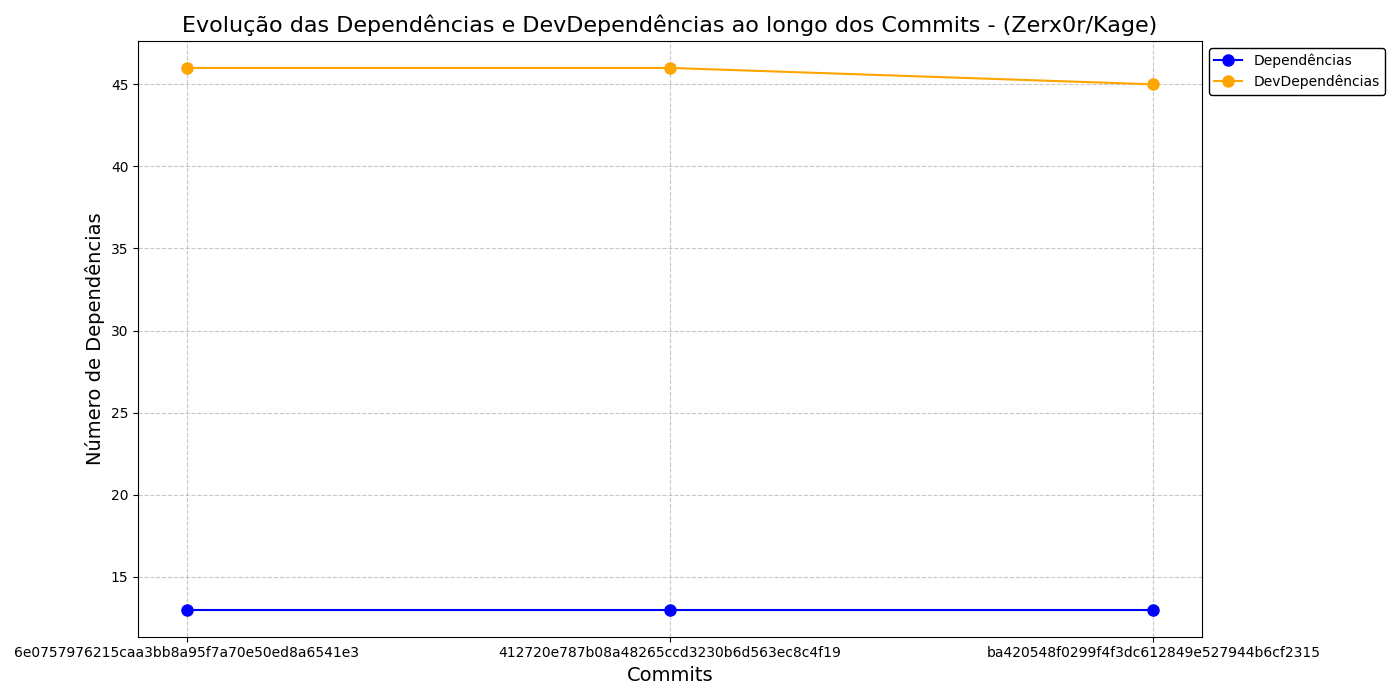 Evolução das Dependências e DevDependências ao longo dos Commits - (Zerx0r/Kage)
Dependências
DevDependências
Número de Dependências
45
40
35
30
25
20
15
6e0757976215caa3bb8a95f7a70e50ed8a6541e3
412720e787b08a48265ccd3230b6d563ec8c4f19
ba420548f0299f4f3dc612849e527944b6cf2315
Commits